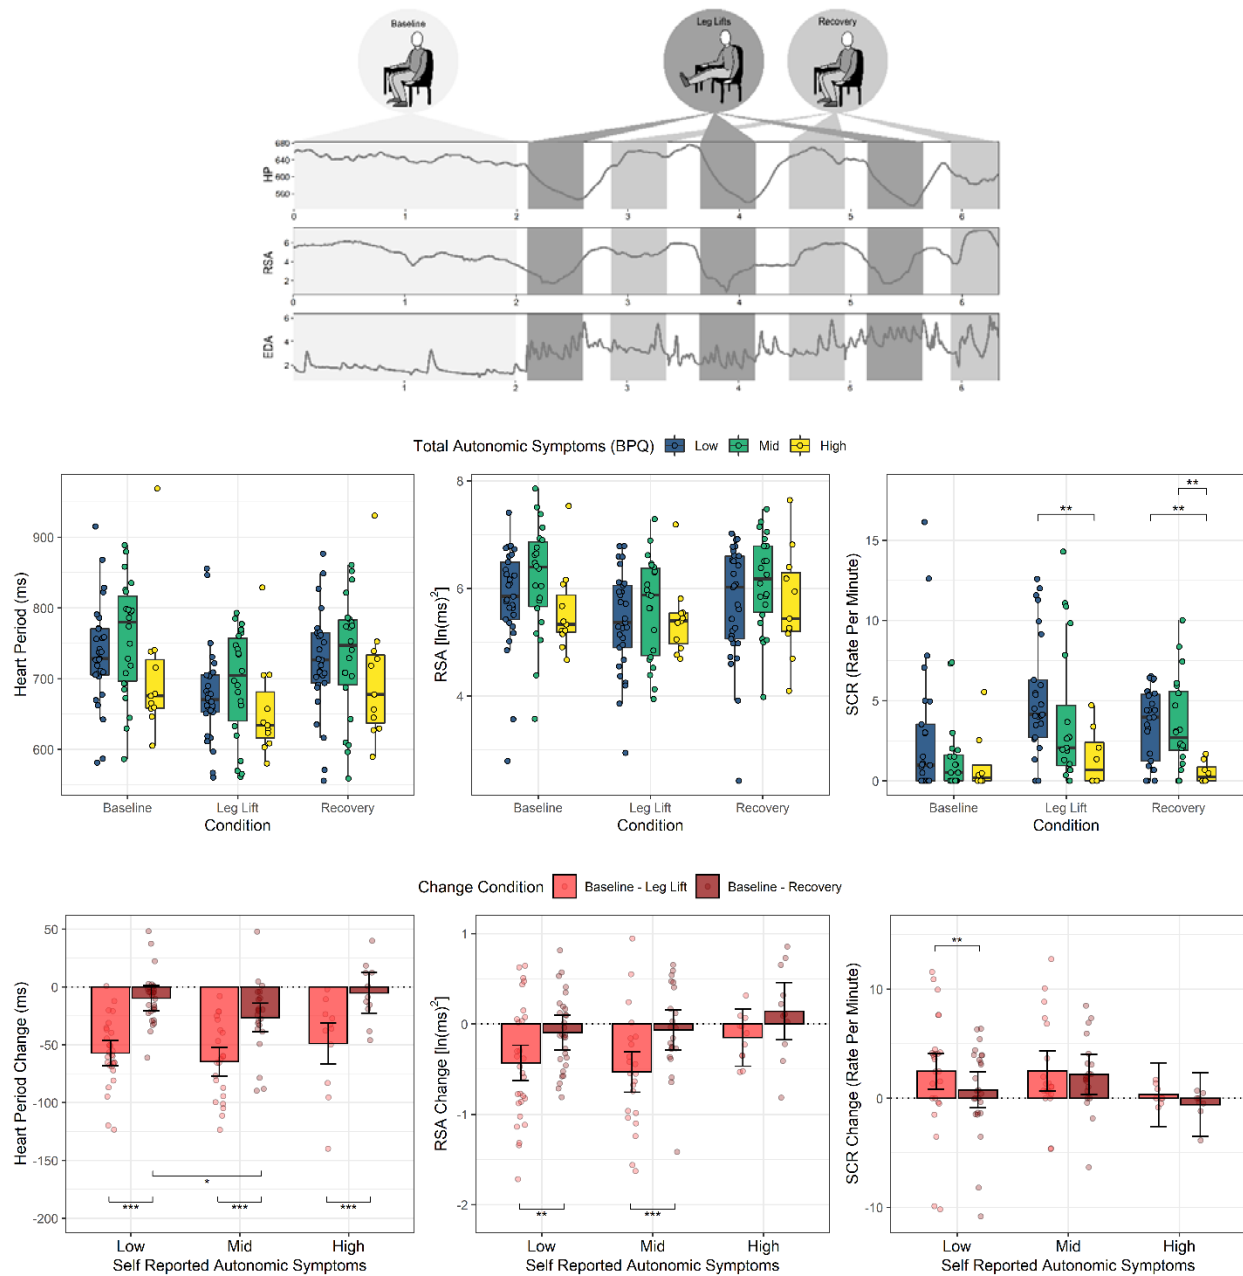 Baseline
Leg Lifts
Recovery
HP
680
640
600
560
0 1 2 3 4 5 6
RSA
6
4
2
0 1 2 3 4 5 6
EDA
6
4
2
1 2 3 4 5 6
Total Autonomic Symptoms (BPQ) Low Mid High
Heart Period (ms)
900
800
700
600
Baseline Leg Lift Recovery
Condition
RSA [ln(ms)²]
8
6
4
Baseline Leg Lift Recovery
Condition
SCR (Rate Per Minute)
15
10
5
0
**
**
**
Baseline Leg Lift Recovery
Condition
Change Condition Baseline - Leg Lift Baseline - Recovery
Heart Period Change (ms)
50
0
-50
-100
-150
-200
*
*** *** ***
Low Mid High
Self Reported Autonomic Symptoms
RSA Change [ln(ms)²]
1
0
-1
-2
** ***
Low Mid High
Self Reported Autonomic Symptoms
SCR Change (Rate Per Minute)
10
0
-10
**
Low Mid High
Self Reported Autonomic Symptoms